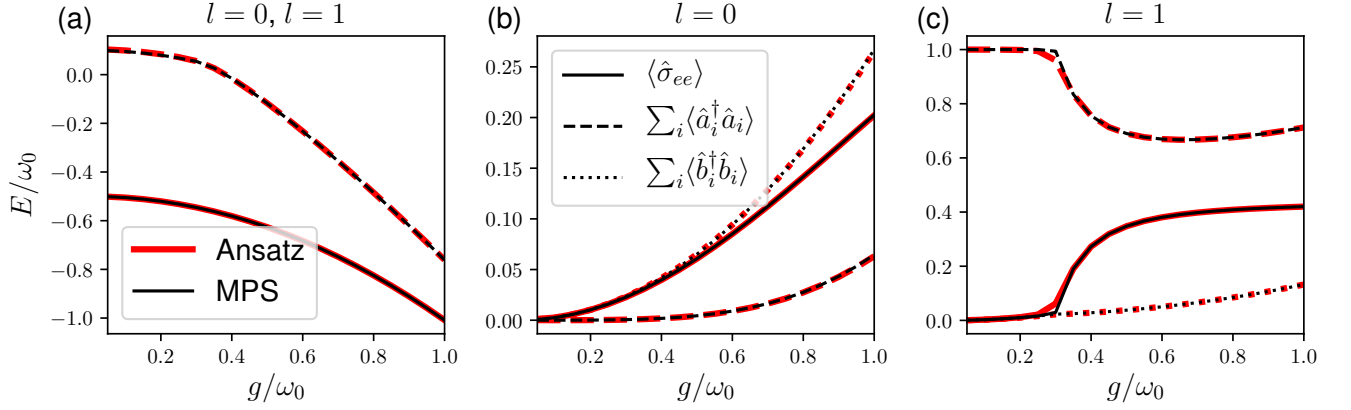 (a) l = 0, l = 1
E/ω₀
0.0
−0.2
−0.4
−0.6
−0.8
−1.0
Ansatz
MPS
0.2 0.4 0.6 0.8 1.0
g/ω₀
(b) l = 0
0.25
0.20
0.15
0.10
0.05
0.00
⟨σ̂ₑₑ⟩
∑ᵢ⟨âᵢ†âᵢ⟩
∑ᵢ⟨b̂ᵢ†b̂ᵢ⟩
0.2 0.4 0.6 0.8 1.0
g/ω₀
(c) l = 1
1.0
0.8
0.6
0.4
0.2
0.0
0.2 0.4 0.6 0.8 1.0
g/ω₀